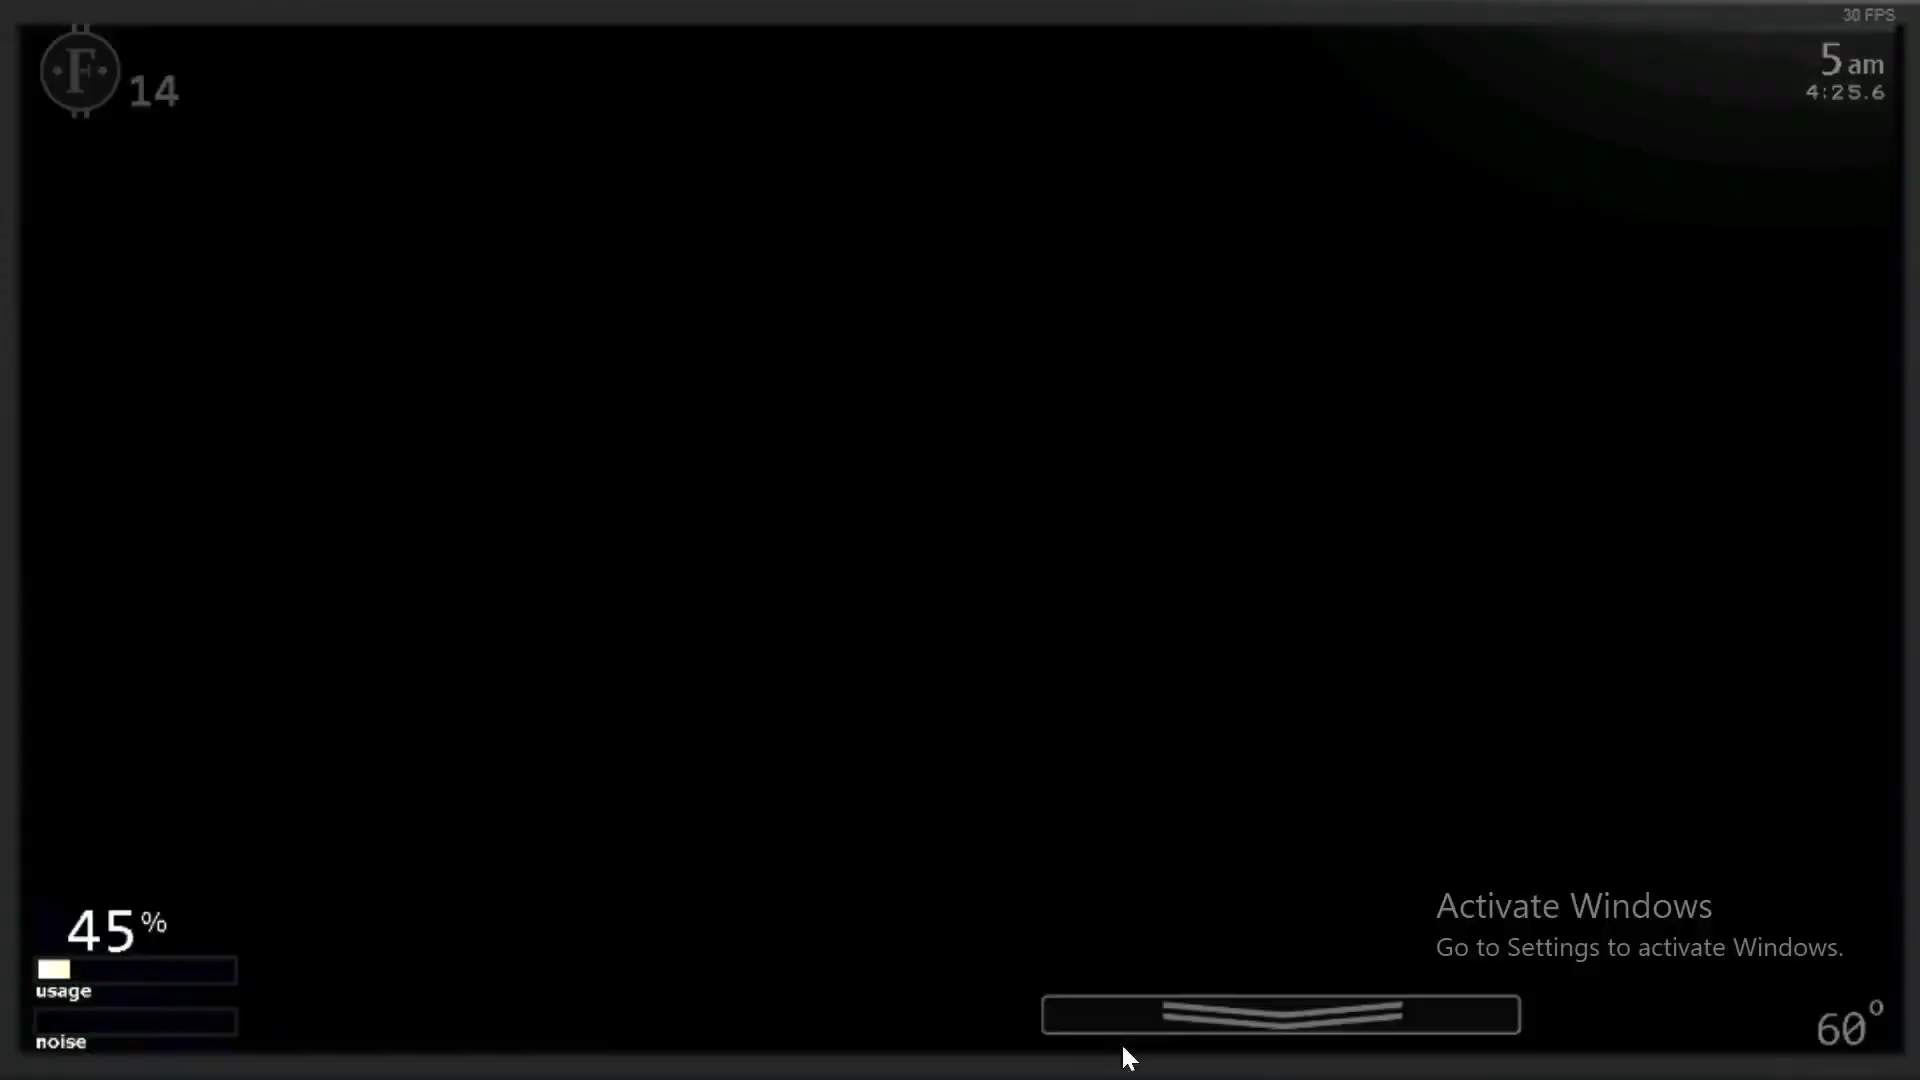 30 FPS
F 14
5 am
4:25.6
45%
usage
noise
Activate Windows
Go to Settings to activate Windows.
60°